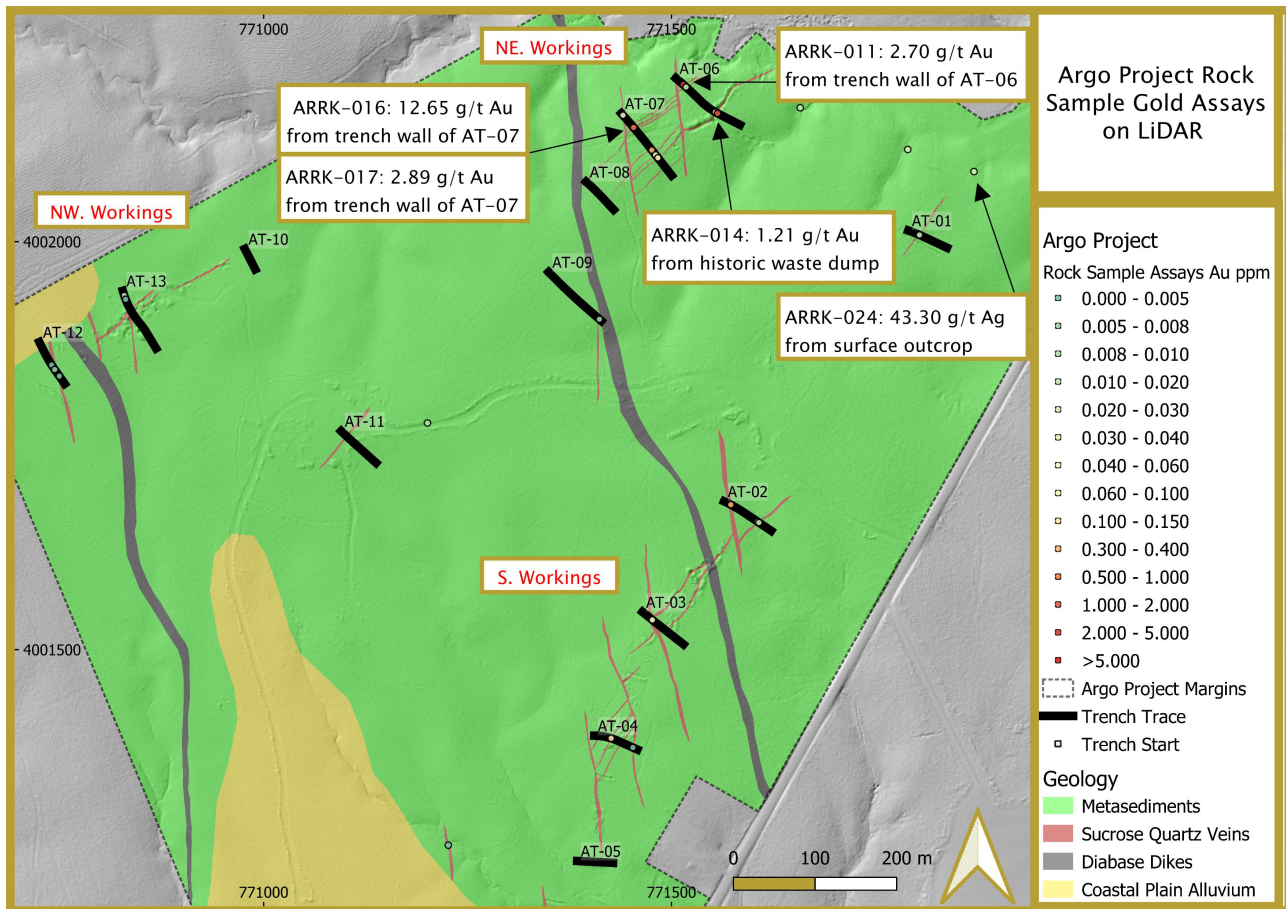 771000
771500
NE. Workings
AT-06
ARRK-011: 2.70 g/t Au
from trench wall of AT-06
Argo Project Rock
Sample Gold Assays
on LiDAR
ARRK-016: 12.65 g/t Au
from trench wall of AT-07
AT-07
ARRK-017: 2.89 g/t Au
from trench wall of AT-07
AT-08
NW. Workings
AT-10
4002000
ARRK-014: 1.21 g/t Au
from historic waste dump
AT-01
AT-09
AT-13
AT-12
ARRK-024: 43.30 g/t Ag
from surface outcrop
AT-11
AT-02
S. Workings
AT-03
4001500
AT-04
AT-05
771000
771500
0 100 200 m
Argo Project
Rock Sample Assays Au ppm
0.000 - 0.005
0.005 - 0.008
0.008 - 0.010
0.010 - 0.020
0.020 - 0.030
0.030 - 0.040
0.040 - 0.060
0.060 - 0.100
0.100 - 0.150
0.300 - 0.400
0.500 - 1.000
1.000 - 2.000
2.000 - 5.000
>5.000
Argo Project Margins
Trench Trace
Trench Start
Geology
Metasediments
Sucrose Quartz Veins
Diabase Dikes
Coastal Plain Alluvium